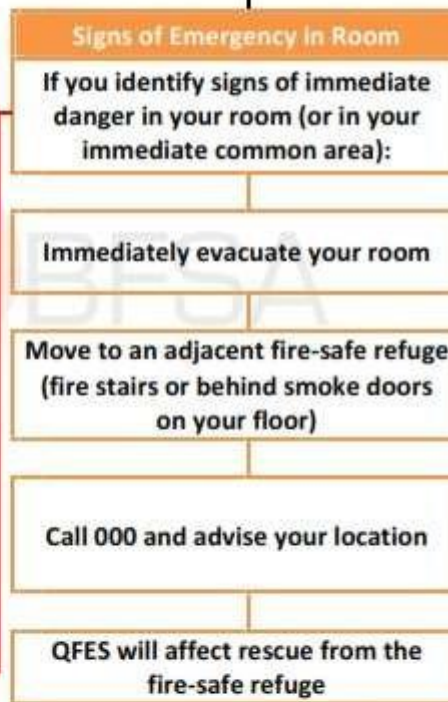 Signs of Emergency in Room
If you identify signs of immediate
danger in your room (or in your
immediate common area):
Immediately evacuate your room
BFSA
Move to an adjacent fire-safe refuge
(fire stairs or behind smoke doors
on your floor)
Call 000 and advise your location
QFES will affect rescue from the
fire-safe refuge